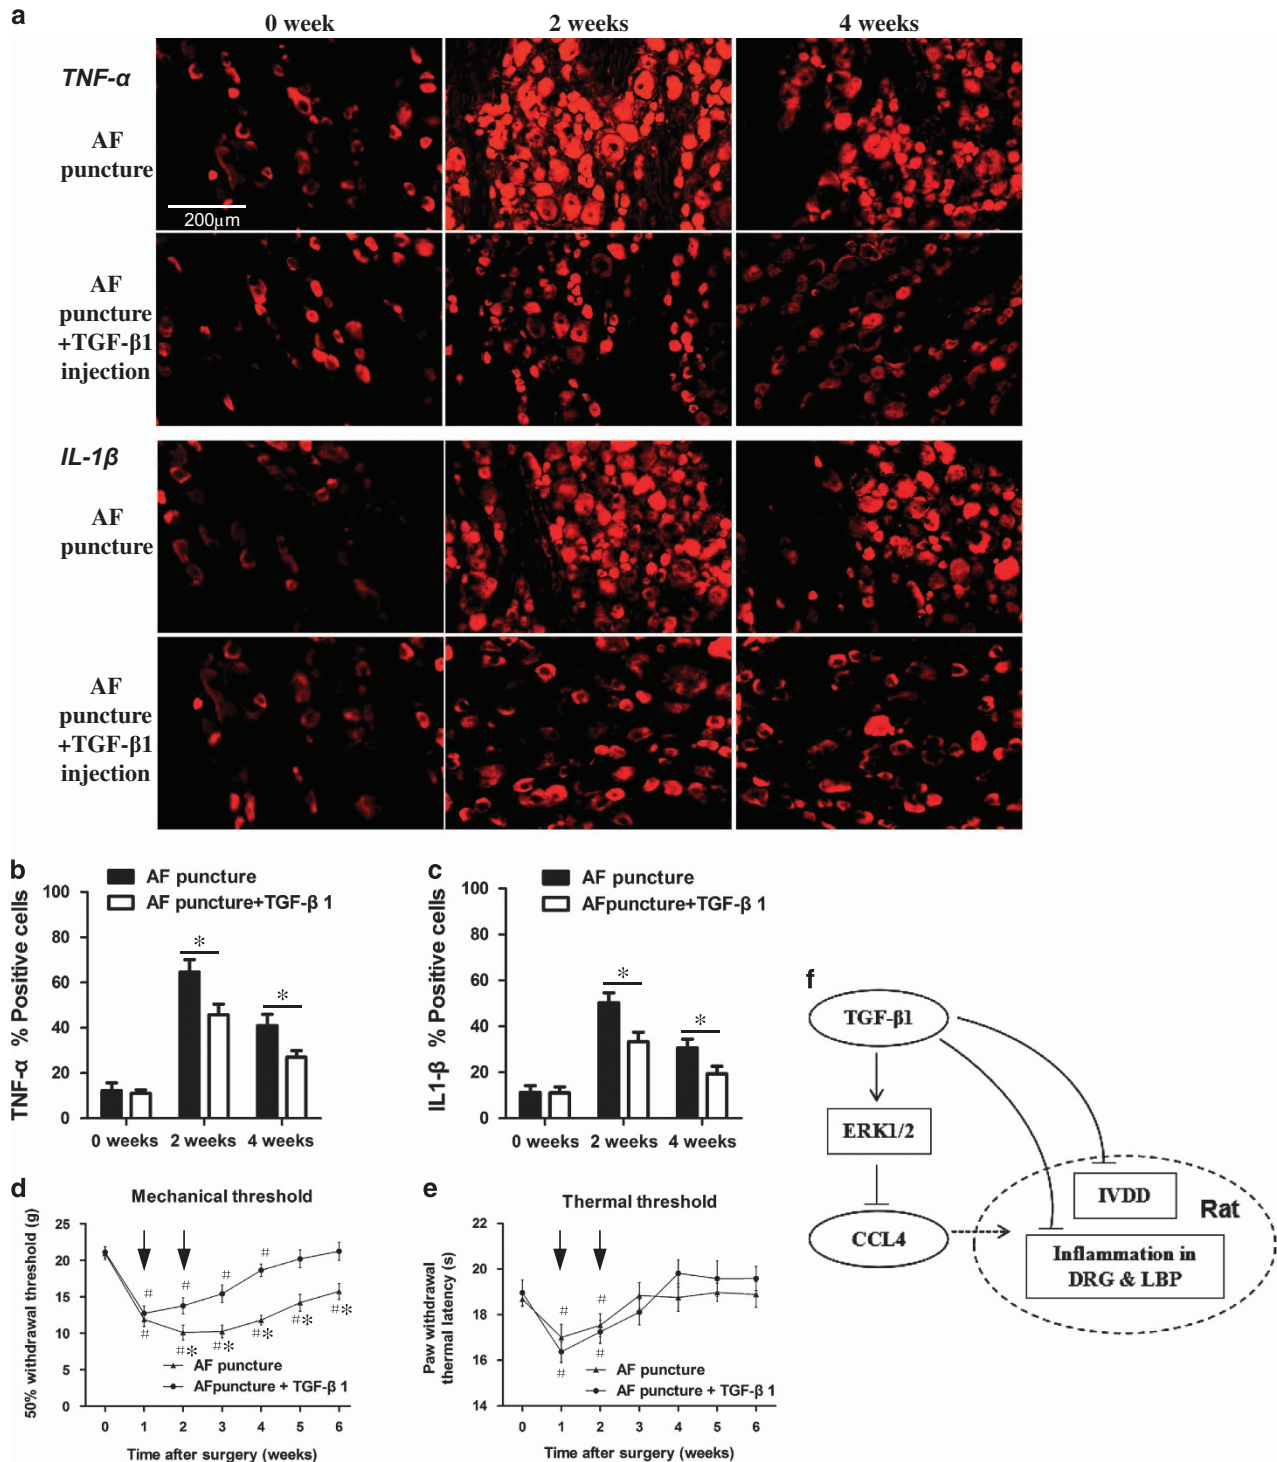 a
0 week
2 weeks
4 weeks
TNF-α
AF
puncture
200μm
AF
puncture
+TGF-β1
injection
IL-1β
AF
puncture
AF
puncture
+TGF-β1
injection
b
AF puncture
AF puncture+TGF-β 1
TNF-α % Positive cells
100
80
60
40
20
0
*
*
0 weeks 2 weeks 4 weeks
c
AF puncture
AFpuncture+TGF-β 1
IL1-β % Positive cells
100
80
60
40
20
0
*
*
0 weeks 2 weeks 4 weeks
d
Mechanical threshold
50% withdrawal threshold (g)
25
20
15
10
5
0
# # # #
# #* #* #* #* #*
AF puncture
AFpuncture + TGF-β 1
0 1 2 3 4 5 6
Time after surgery (weeks)
e
Thermal threshold
Paw withdrawal
thermal latency (s)
22
20
18
16
14
# #
# #
AF puncture
AF puncture + TGF-β 1
0 1 2 3 4 5 6
Time after surgery (weeks)
f
TGF-β1
ERK1/2
CCL4
IVDD
Rat
Inflammation in
DRG & LBP